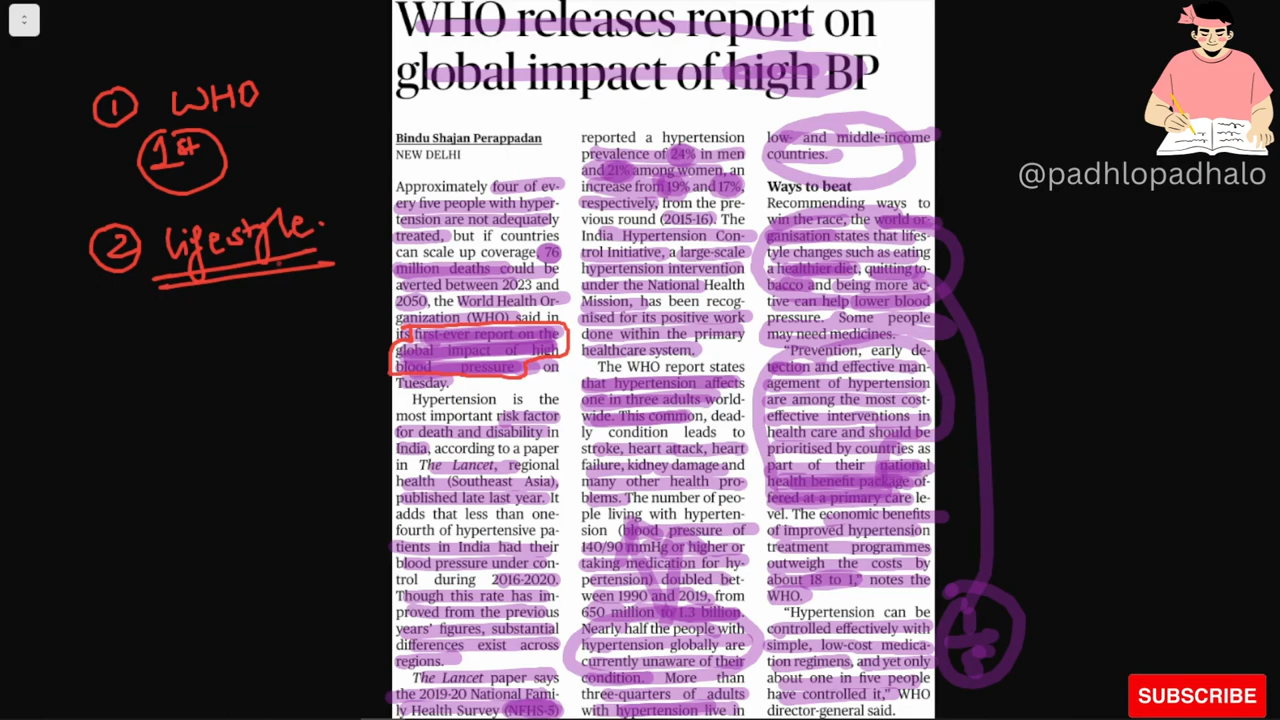 WHO releases report on
global impact of high BP
① WHO
1st
② lifestyle.
Bindu Shajan Perappadan
NEW DELHI
Approximately four of ev-
ery five people with hyper-
tension are not adequately
treated, but if countries
can scale up coverage, 76
million deaths could be
averted between 2023 and
2050, the World Health Or-
ganization (WHO) said in
its first-ever report on the
global impact of high
blood pressure on
Tuesday.
Hypertension is the
most important risk factor
for death and disability in
India, according to a paper
in The Lancet, regional
health (Southeast Asia),
published late last year. It
adds that less than one-
fourth of hypertensive pa-
tients in India had their
blood pressure under con-
trol during 2016-2020.
Though this rate has im-
proved from the previous
years' figures, substantial
differences exist across
regions.
The Lancet paper says
the 2019-20 National Fami-
ly Health Survey (NFHS-5)
reported a hypertension
prevalence of 24% in men
and 21% among women, an
increase from 19% and 17%,
respectively, from the pre-
vious round (2015-16). The
India Hypertension Con-
trol Initiative, a large-scale
hypertension intervention
under the National Health
Mission, has been recog-
nised for its positive work
done within the primary
healthcare system.
The WHO report states
that hypertension affects
one in three adults world-
wide. This common, dead-
ly condition leads to
stroke, heart attack, heart
failure, kidney damage and
many other health pro-
blems. The number of peo-
ple living with hyperten-
sion (blood pressure of
140/90 mmHg or higher or
taking medication for hy-
pertension) doubled bet-
ween 1990 and 2019, from
650 million to 1.3 billion.
Nearly half the people with
hypertension globally are
currently unaware of their
condition. More than
three-quarters of adults
with hypertension live in
low- and middle-income
countries.
Ways to beat
Recommending ways to
win the race, the world or-
ganisation states that lifes-
tyle changes such as eating
a healthier diet, quitting to-
bacco and being more ac-
tive can help lower blood
pressure. Some people
may need medicines.
"Prevention, early de-
tection and effective man-
agement of hypertension
are among the most cost-
effective interventions in
health care and should be
prioritised by countries as
part of their national
health benefit package of-
fered at a primary care le-
vel. The economic benefits
of improved hypertension
treatment programmes
outweigh the costs by
about 18 to 1," notes the
WHO.
"Hypertension can be
controlled effectively with
simple, low-cost medica-
tion regimens, and yet only
about one in five people
have controlled it," WHO
director-general said.
@padhlopadhalo
SUBSCRIBE